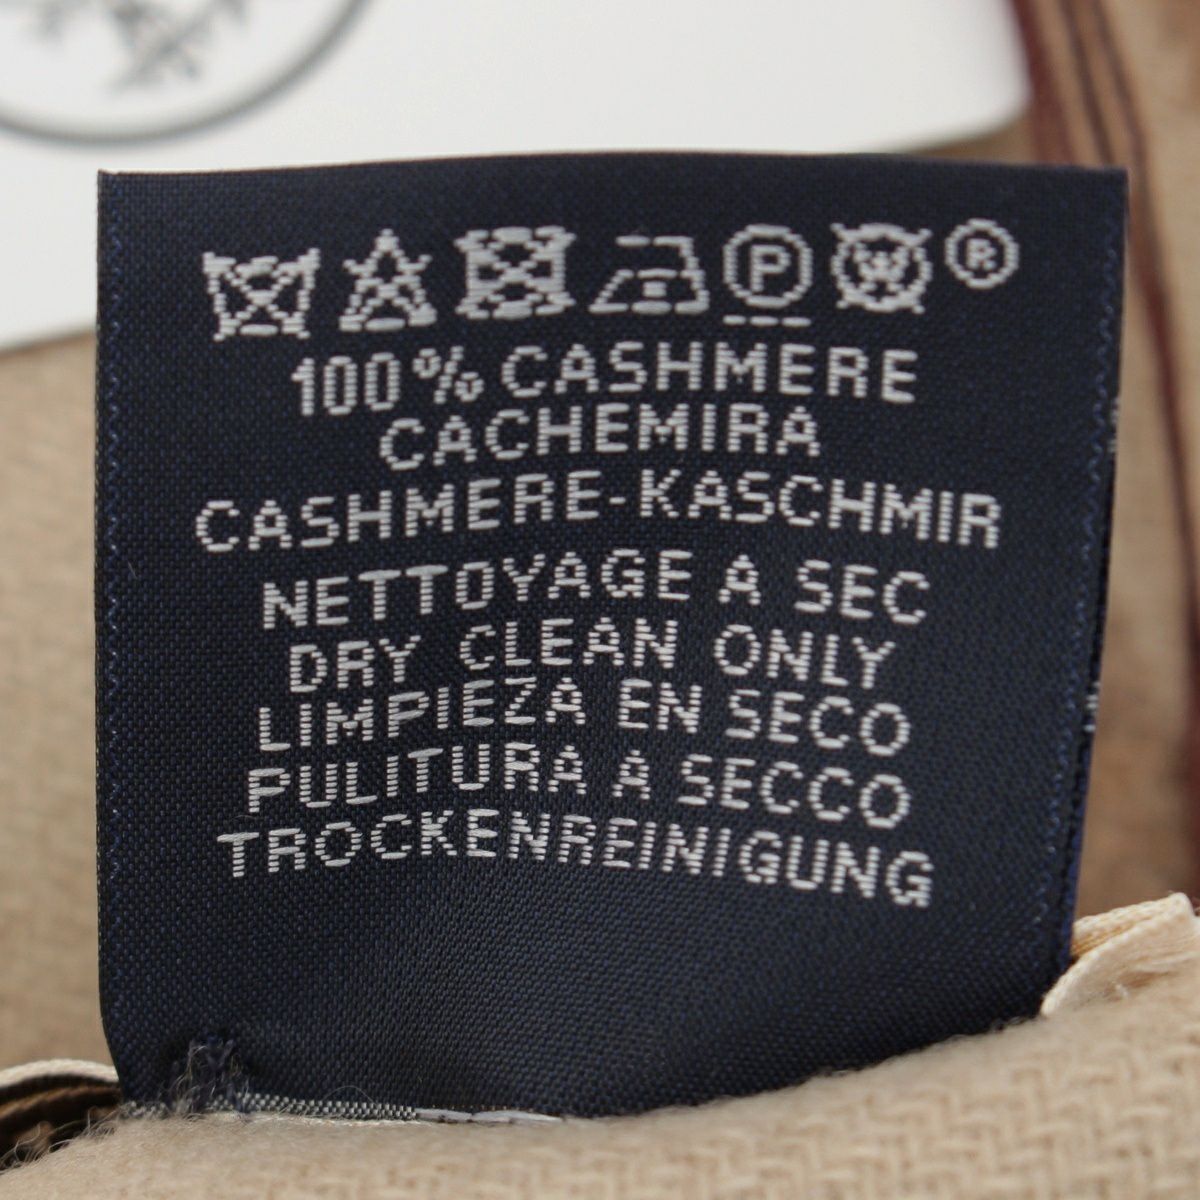 P W ®
100% CASHMERE
CACHEMIRA
CASHMERE-KASCHMIR
NETTOYAGE A SEC
DRY CLEAN ONLY
LIMPIEZA EN SECO
PULITURA A SECCO
TROCKENREINIGUNG